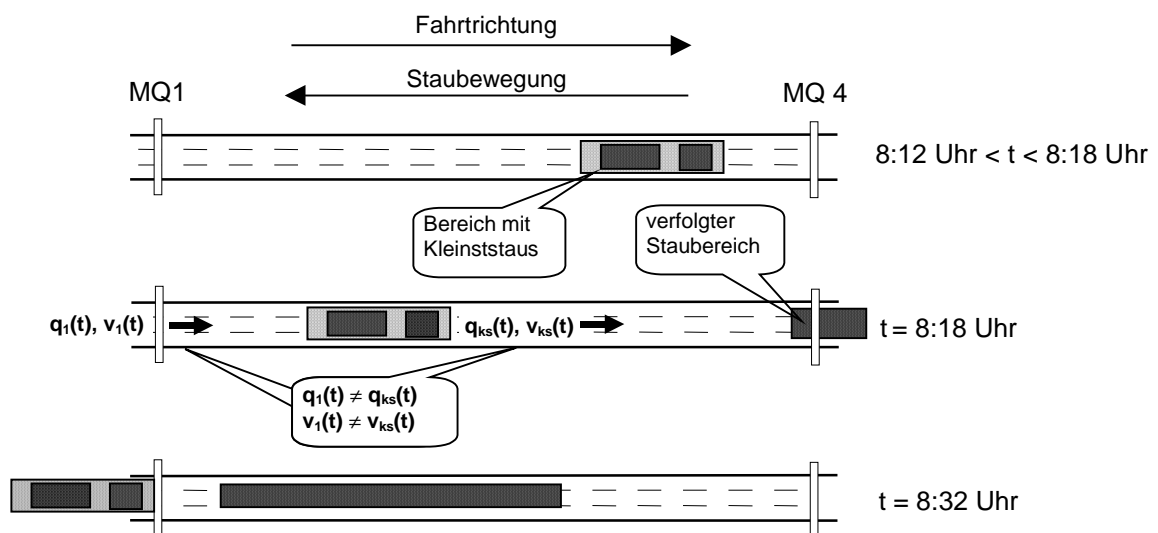 Fahrtrichtung
Staubewegung
MQ1
MQ 4
8:12 Uhr < t < 8:18 Uhr
Bereich mit
Kleinststaus
verfolgter
Staubereich
q₁(t), v₁(t)
qₖₛ(t), vₖₛ(t)
t = 8:18 Uhr
q₁(t) ≠ qₖₛ(t)
v₁(t) ≠ vₖₛ(t)
t = 8:32 Uhr